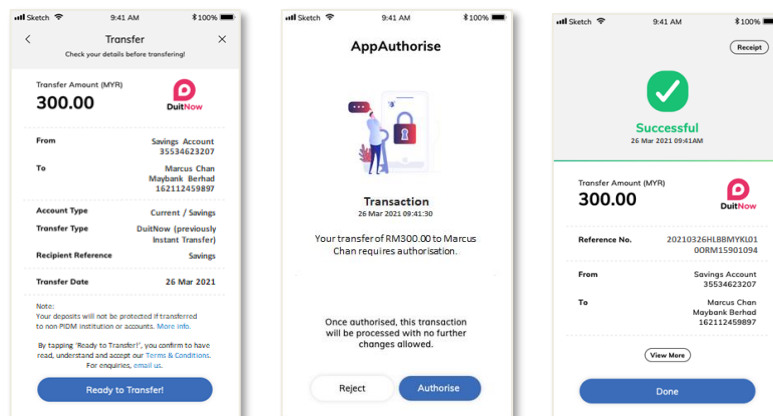 Sketch 9:41 AM 100%
Transfer
Check your details before transfering!
Transfer Amount (MYR)
300.00
DuitNow
From Savings Account
35534623207
To Marcus Chan
Maybank Berhad
162112459897
Account Type Current / Savings
Transfer Type DuitNow (previously
Instant Transfer)
Recipient Reference Savings
Transfer Date 26 Mar 2021
Note:
Your deposits will not be protected if transferred
to non PIDM institution or accounts. More info.
By tapping 'Ready to Transfer!', you confirm to have
read, understand and accept our Terms & Conditions.
For enquiries, email us.
Ready to Transfer!
Sketch 9:41 AM 100%
AppAuthorise
Transaction
26 Mar 2021 09:41:30
Your transfer of RM300.00 to Marcus
Chan requires authorisation.
Once authorised, this transaction
will be processed with no further
changes allowed.
Reject Authorise
Sketch 9:41 AM 100%
Receipt
Successful
26 Mar 2021 09:41AM
Transfer Amount (MYR)
300.00
DuitNow
Reference No. 20210326HLBBMYKL01
0ORM15901094
From Savings Account
35534623207
To Marcus Chan
Maybank Berhad
162112459897
View More
Done